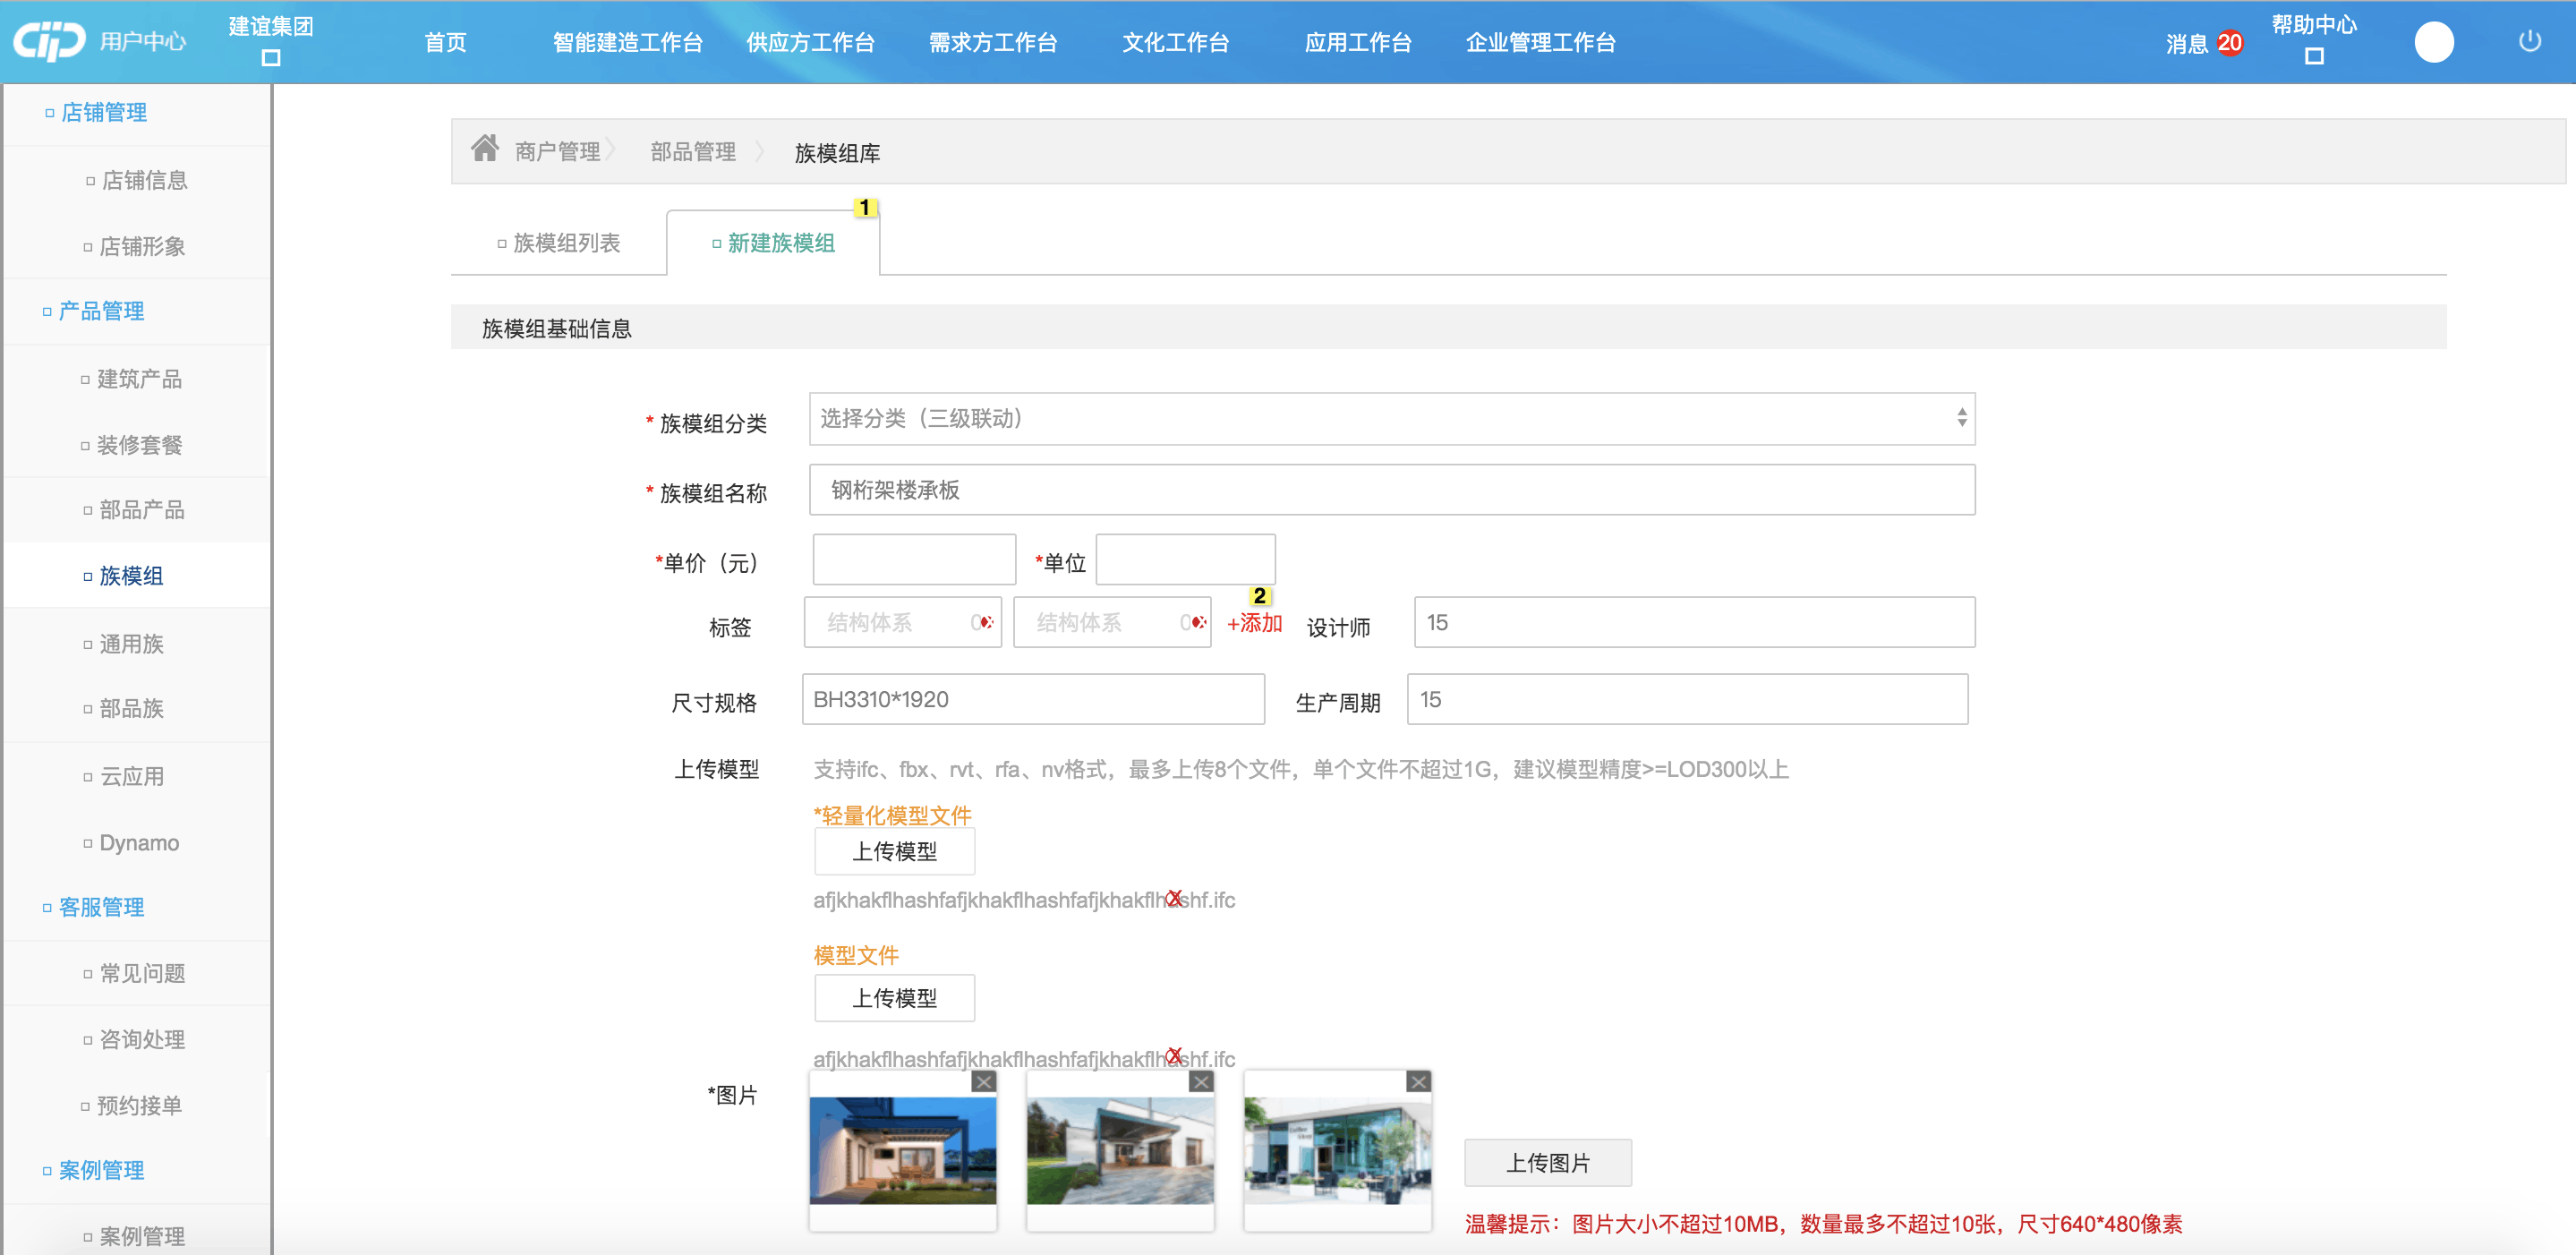 CIIP 用户中心
建谊集团
首页
智能建造工作台
供应方工作台
需求方工作台
文化工作台
应用工作台
企业管理工作台
消息 20
帮助中心
店铺管理
店铺信息
店铺形象
产品管理
建筑产品
装修套餐
部品产品
族模组
通用族
部品族
云应用
Dynamo
客服管理
常见问题
咨询处理
预约接单
案例管理
案例管理
商户管理 部品管理 族模组库
族模组列表
新建族模组
1
族模组基础信息
* 族模组分类 选择分类（三级联动）
* 族模组名称 钢桁架楼承板
*单价（元） *单位
2
标签 结构体系 0 结构体系 0 +添加 设计师 15
尺寸规格 BH3310*1920 生产周期 15
上传模型 支持ifc、fbx、rvt、rfa、nv格式，最多上传8个文件，单个文件不超过1G，建议模型精度>=LOD300以上
*轻量化模型文件
上传模型
afjkhakflhashfafjkhakflhashfafjkhakflhashf.ifc
模型文件
上传模型
afjkhakflhashfafjkhakflhashfafjkhakflhashf.ifc
*图片
上传图片
温馨提示：图片大小不超过10MB，数量最多不超过10张，尺寸640*480像素